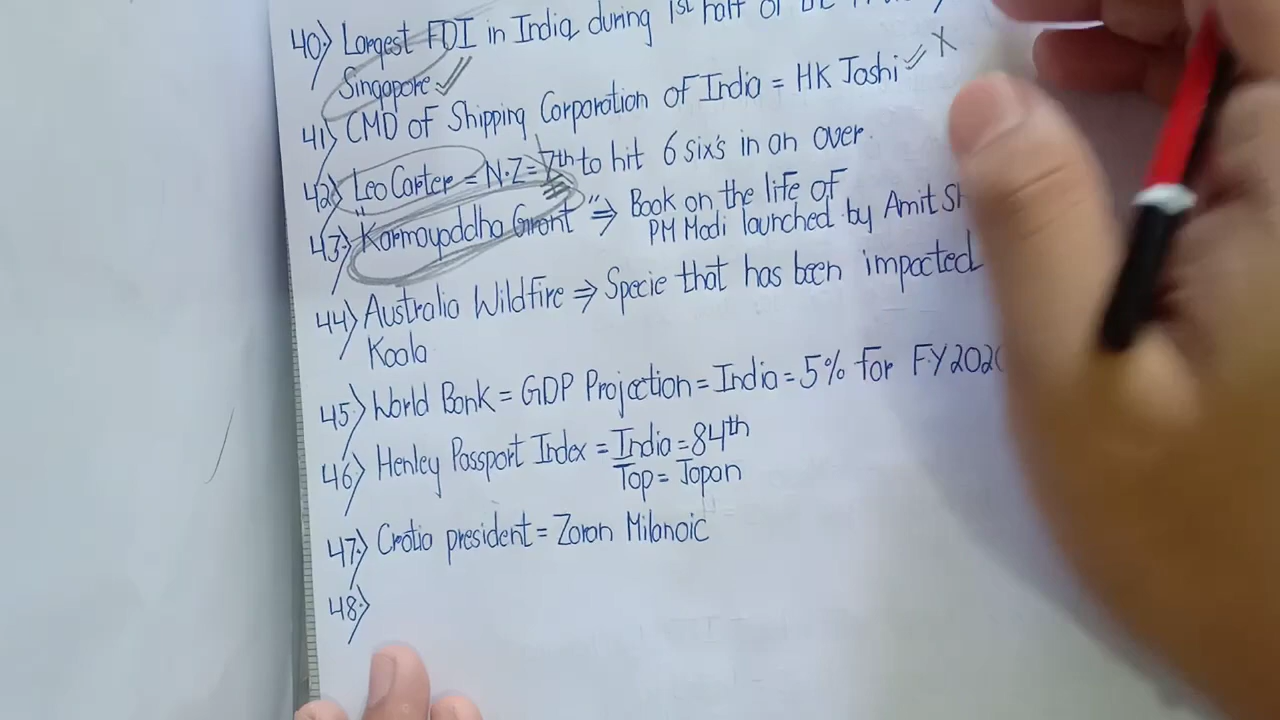 40) Largest FDI in India during 1st half of
Singapore
41) CMD of Shipping Corporation of India = HK Joshi
42) Leo Carter = N.Z = 7th to hit 6 six's in an over.
43) "Karmayoddha Granth" ⇒ Book on the life of
PM Modi launched by Amit Sh
44) Australia Wildfire ⇒ Specie that has been impacted
Koala
45) World Bank = GDP Projection = India = 5% for FY 2020
46) Henley Passport Index = India = 84th
Top = Japan
47) Crotia president = Zoran Milanoic
48)